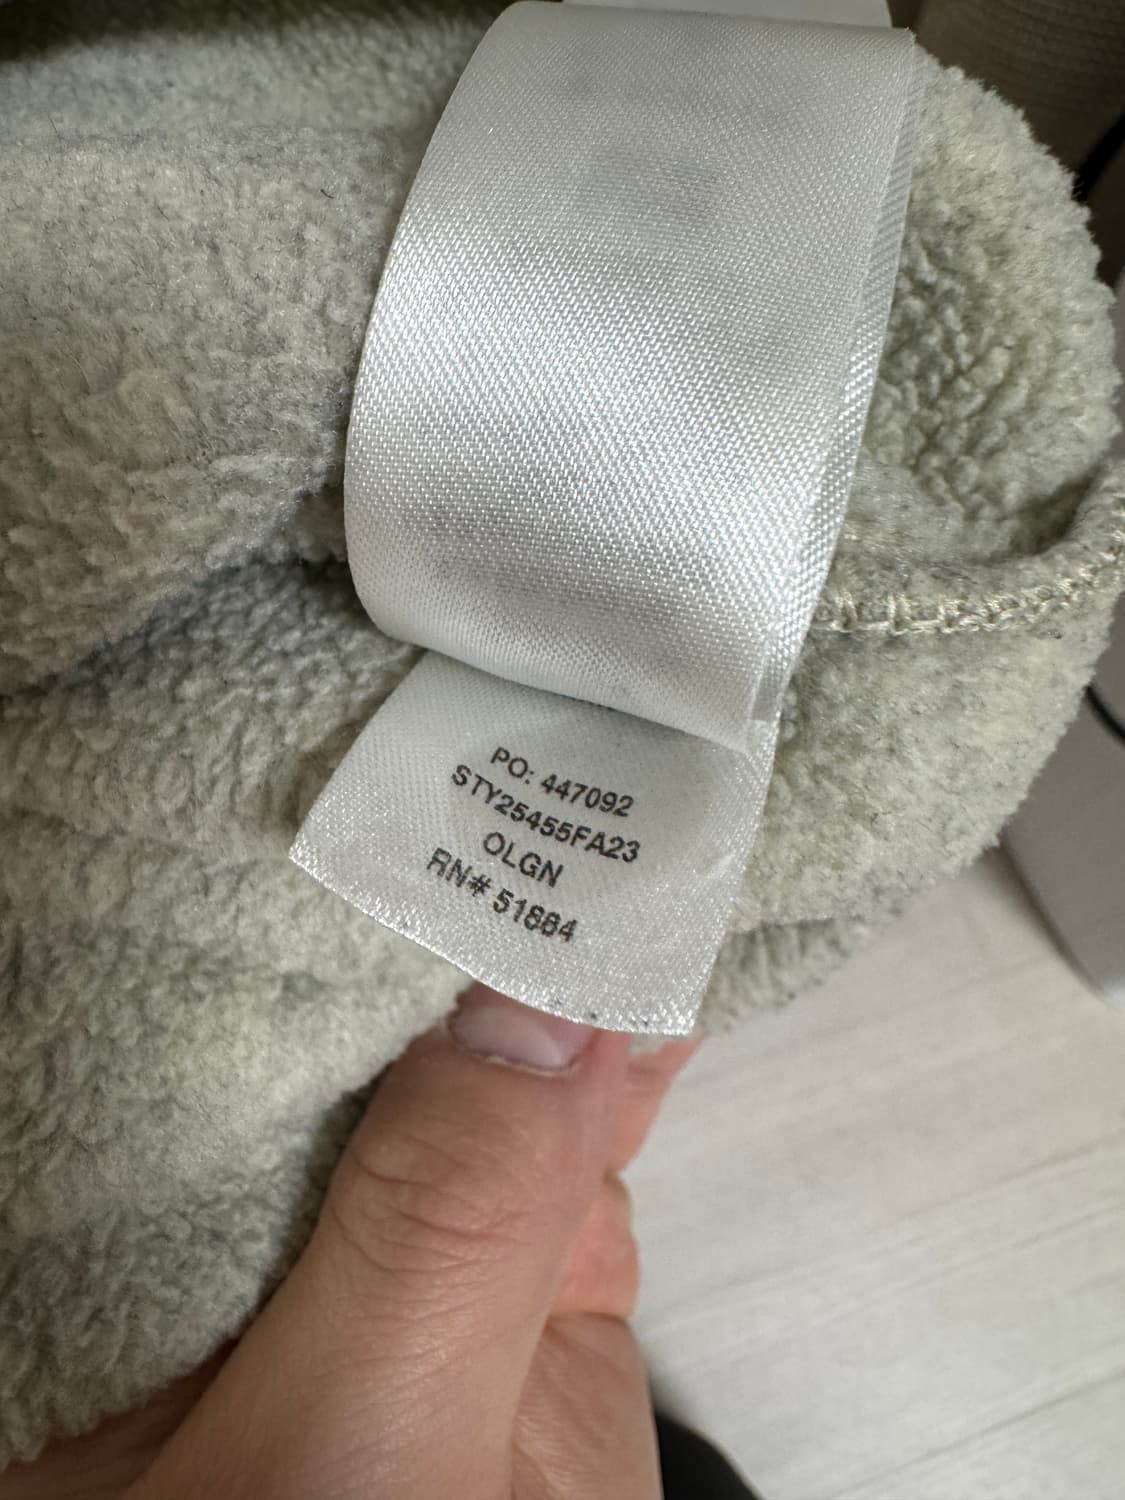 PO: 447092
STY25455FA23
OLGN
RN# 51884